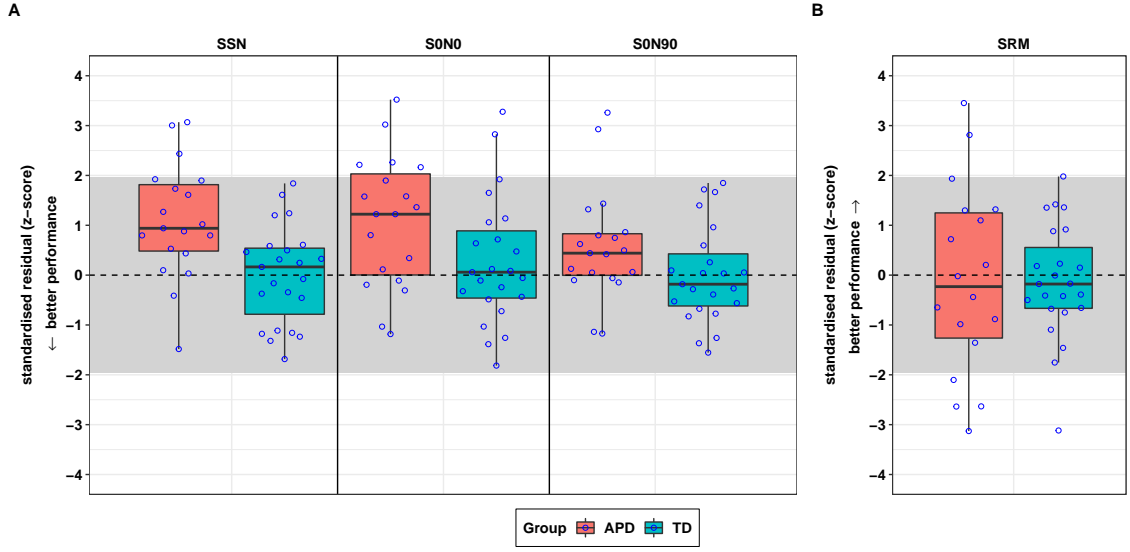 A
B
SSN
S0N0
S0N90
SRM
standardised residual (z−score)
← better performance
4
3
2
1
0
−1
−2
−3
−4
standardised residual (z−score)
better performance →
4
3
2
1
0
−1
−2
−3
−4
Group APD TD